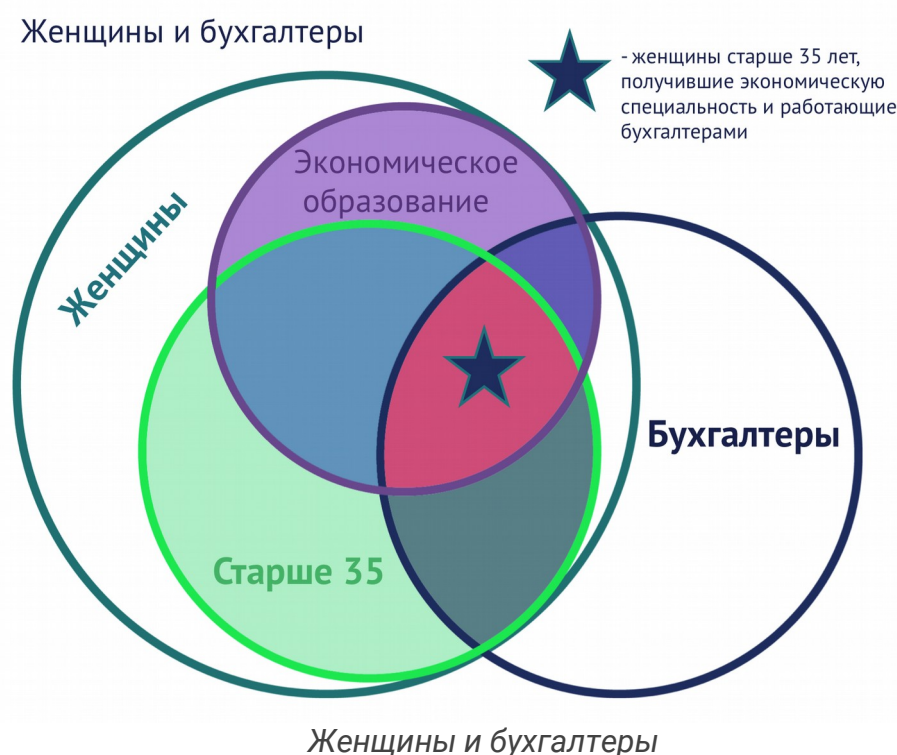 Женщины и бухгалтеры
- женщины старше 35 лет,
получившие экономическую
специальность и работающие
бухгалтерами
Экономическое
образование
Женщины
Бухгалтеры
Старше 35
Женщины и бухгалтеры